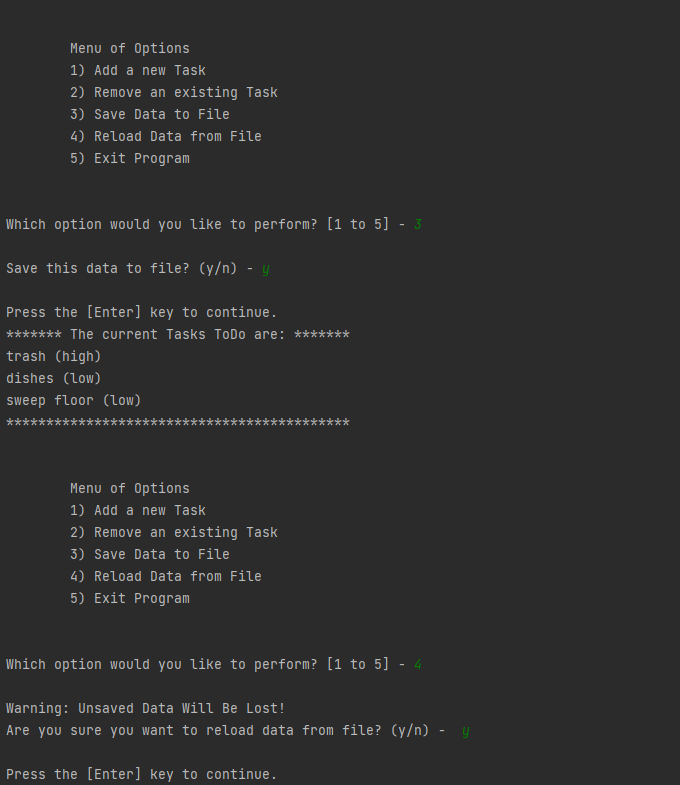 Menu of Options
1) Add a new Task
2) Remove an existing Task
3) Save Data to File
4) Reload Data from File
5) Exit Program
Which option would you like to perform? [1 to 5] - 3
Save this data to file? (y/n) - y
Press the [Enter] key to continue.
******* The current Tasks ToDo are: *******
trash (high)
dishes (low)
sweep floor (low)
*******************************************
Menu of Options
1) Add a new Task
2) Remove an existing Task
3) Save Data to File
4) Reload Data from File
5) Exit Program
Which option would you like to perform? [1 to 5] - 4
Warning: Unsaved Data Will Be Lost!
Are you sure you want to reload data from file? (y/n) -  y
Press the [Enter] key to continue.